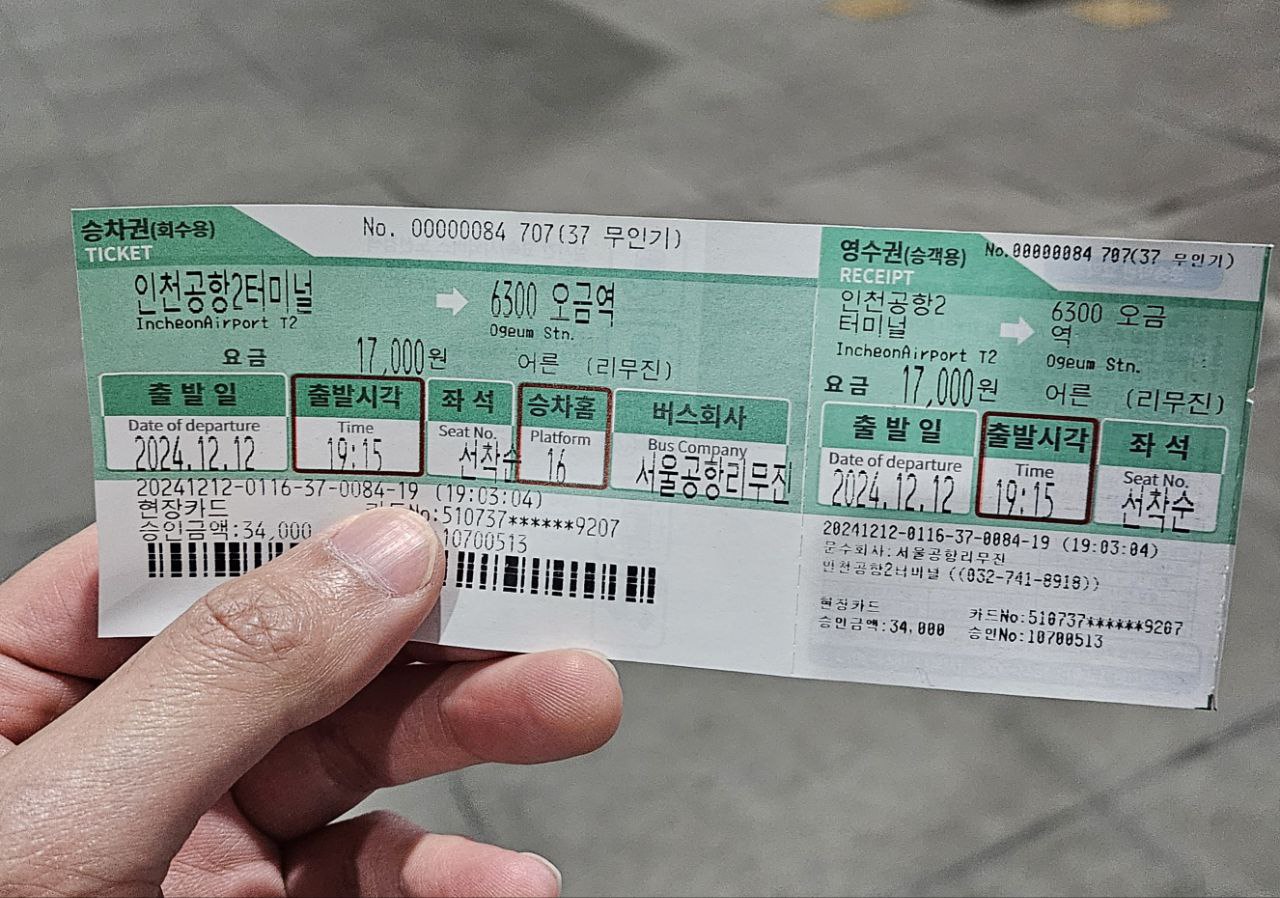 승차권(회수용)
TICKET
No. 00000084 707(37 무인기)
인천공항2터미널
IncheonAirport T2
6300 오금역
Ogeum Stn.
요금 17,000원 어른 (리무진)
출발일 출발시각 좌석 승차홈 버스회사
Date of departure Time Seat No. Platform Bus Company
2024.12.12 19:15 선착순 16 서울공항리무진
20241212-0116-37-0084-19 (19:03:04)
현장카드 카드No:510737******9207
승인금액:34,000 10700513
영수권(승객용)
RECEIPT
No.00000084 707(37 무인기)
인천공항2
터미널
IncheonAirport T2
6300 오금
역
Ogeum Stn.
요금 17,000원 어른 (리무진)
출발일 출발시각 좌석
Date of departure Time Seat No.
2024.12.12 19:15 선착순
20241212-0116-37-0084-19 (19:03:04)
운수회사:서울공항리무진
인천공항2터미널 ((032-741-8918))
현장카드 카드No:510737******9207
승인금액:34,000 승인No:10700513